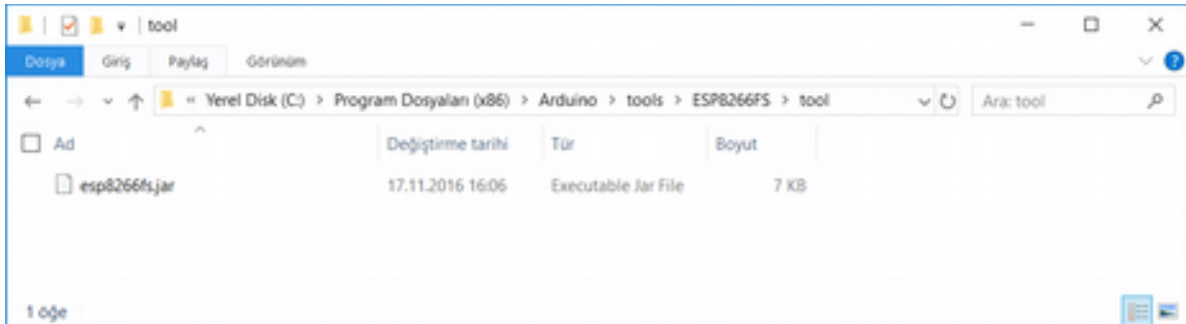 tool
Dosya Giriş Paylaş Görünüm
« Yerel Disk (C:) > Program Dosyaları (x86) > Arduino > tools > ESP8266FS > tool Ara: tool
Ad Değiştirme tarihi Tür Boyut
esp8266fs.jar 17.11.2016 16:06 Executable Jar File 7 KB
1 öğe